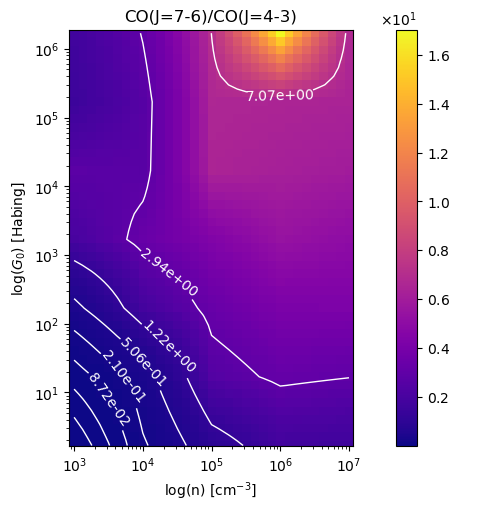 CO(J=7-6)/CO(J=4-3)
×10¹
10⁶
10⁵
10⁴
10³
10²
10¹
log(G₀) [Habing]
7.07e+00
2.94e+00
1.22e+00
5.06e-01
2.10e-01
8.72e-02
10³ 10⁴ 10⁵ 10⁶ 10⁷
log(n) [cm⁻³]
1.6
1.4
1.2
1.0
0.8
0.6
0.4
0.2